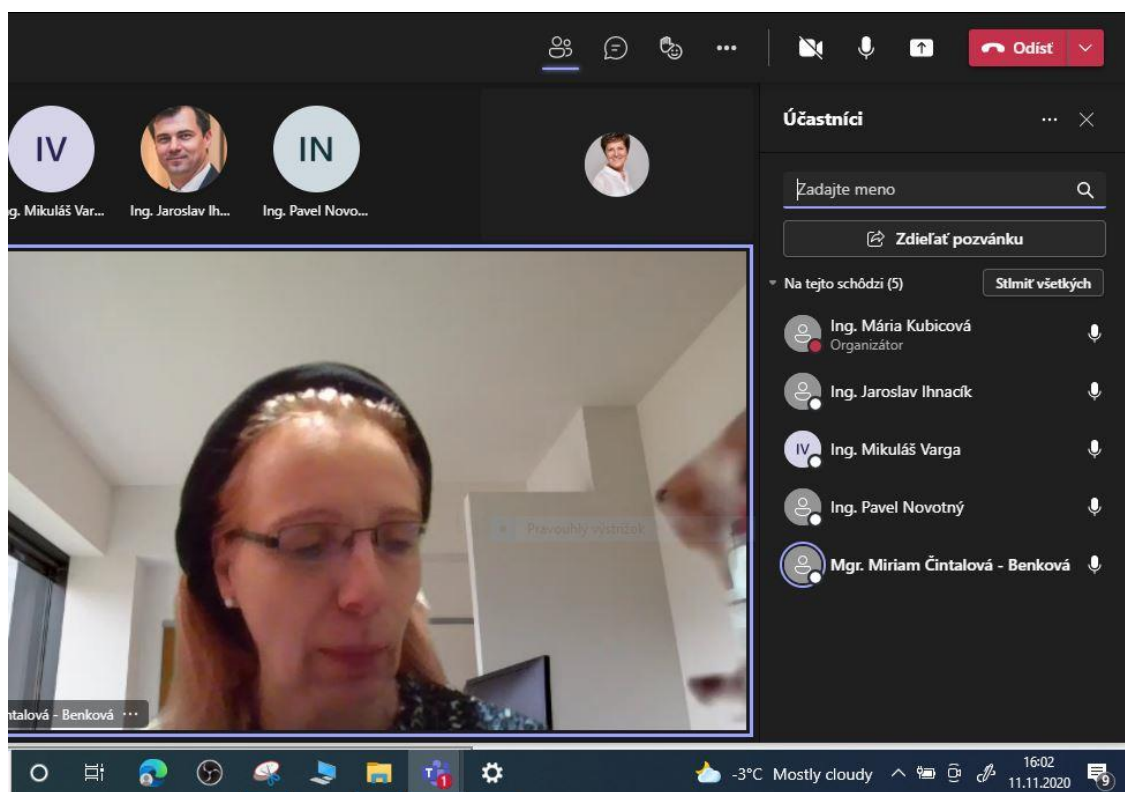 Odísť
IV
IN
g. Mikuláš Var...
Ing. Jaroslav Ih...
Ing. Pavel Novo...
Účastníci
Zadajte meno
Zdieľať pozvánku
Na tejto schôdzi (5)
Stlmiť všetkých
Ing. Mária Kubicová
Organizátor
Ing. Jaroslav Ihnacík
IV
Ing. Mikuláš Varga
Ing. Pavel Novotný
Mgr. Miriam Čintalová - Benková
Pravouhlý výstrižok
ntalová - Benková
1
-3°C Mostly cloudy
16:02
11.11.2020
9